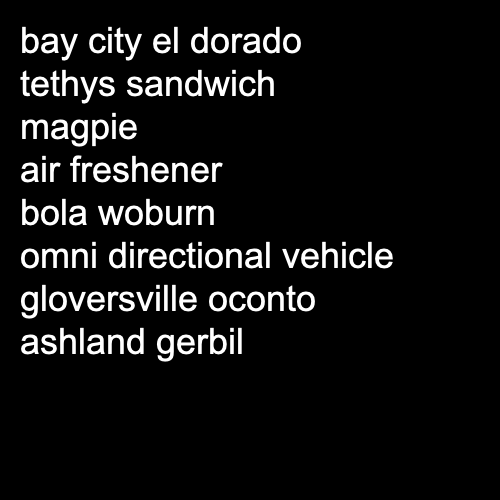 bay city el dorado
tethys sandwich
magpie
air freshener
bola woburn
omni directional vehicle
gloversville oconto
ashland gerbil